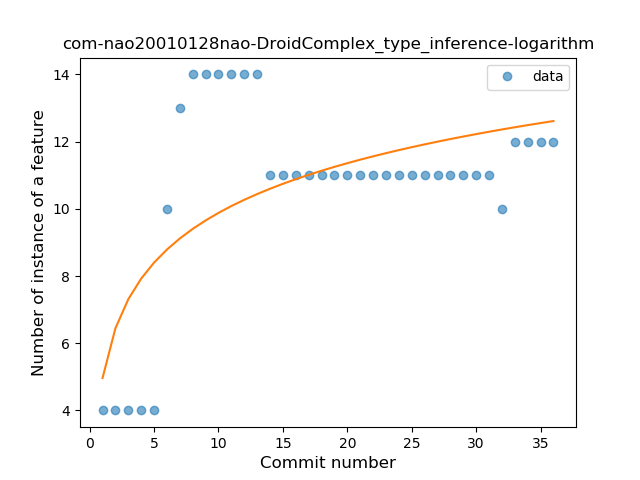 com-nao20010128nao-DroidComplex_type_inference-logarithm
data
Number of instance of a feature
14
12
10
8
6
4
0 5 10 15 20 25 30 35
Commit number